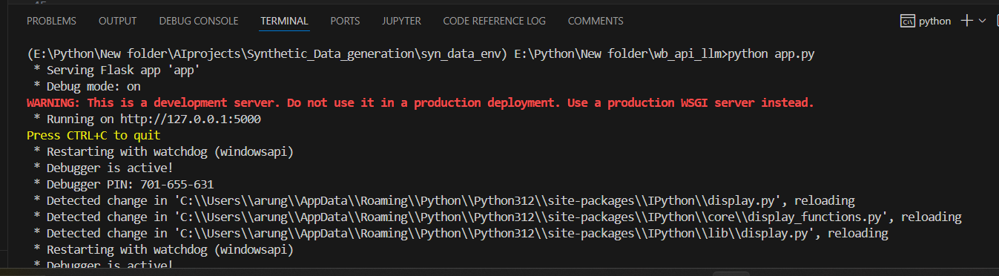 PROBLEMS OUTPUT DEBUG CONSOLE TERMINAL PORTS JUPYTER CODE REFERENCE LOG COMMENTS python
(E:\Python\New folder\AIprojects\Synthetic_Data_generation\syn_data_env) E:\Python\New folder\wb_api_llm>python app.py
* Serving Flask app 'app'
* Debug mode: on
WARNING: This is a development server. Do not use it in a production deployment. Use a production WSGI server instead.
* Running on http://127.0.0.1:5000
Press CTRL+C to quit
* Restarting with watchdog (windowsapi)
* Debugger is active!
* Debugger PIN: 701-655-631
* Detected change in 'C:\\Users\\arung\\AppData\\Roaming\\Python\\Python312\\site-packages\\IPython\\display.py', reloading
* Detected change in 'C:\\Users\\arung\\AppData\\Roaming\\Python\\Python312\\site-packages\\IPython\\core\\display_functions.py', reloading
* Detected change in 'C:\\Users\\arung\\AppData\\Roaming\\Python\\Python312\\site-packages\\IPython\\lib\\display.py', reloading
* Restarting with watchdog (windowsapi)
* Debugger is active!